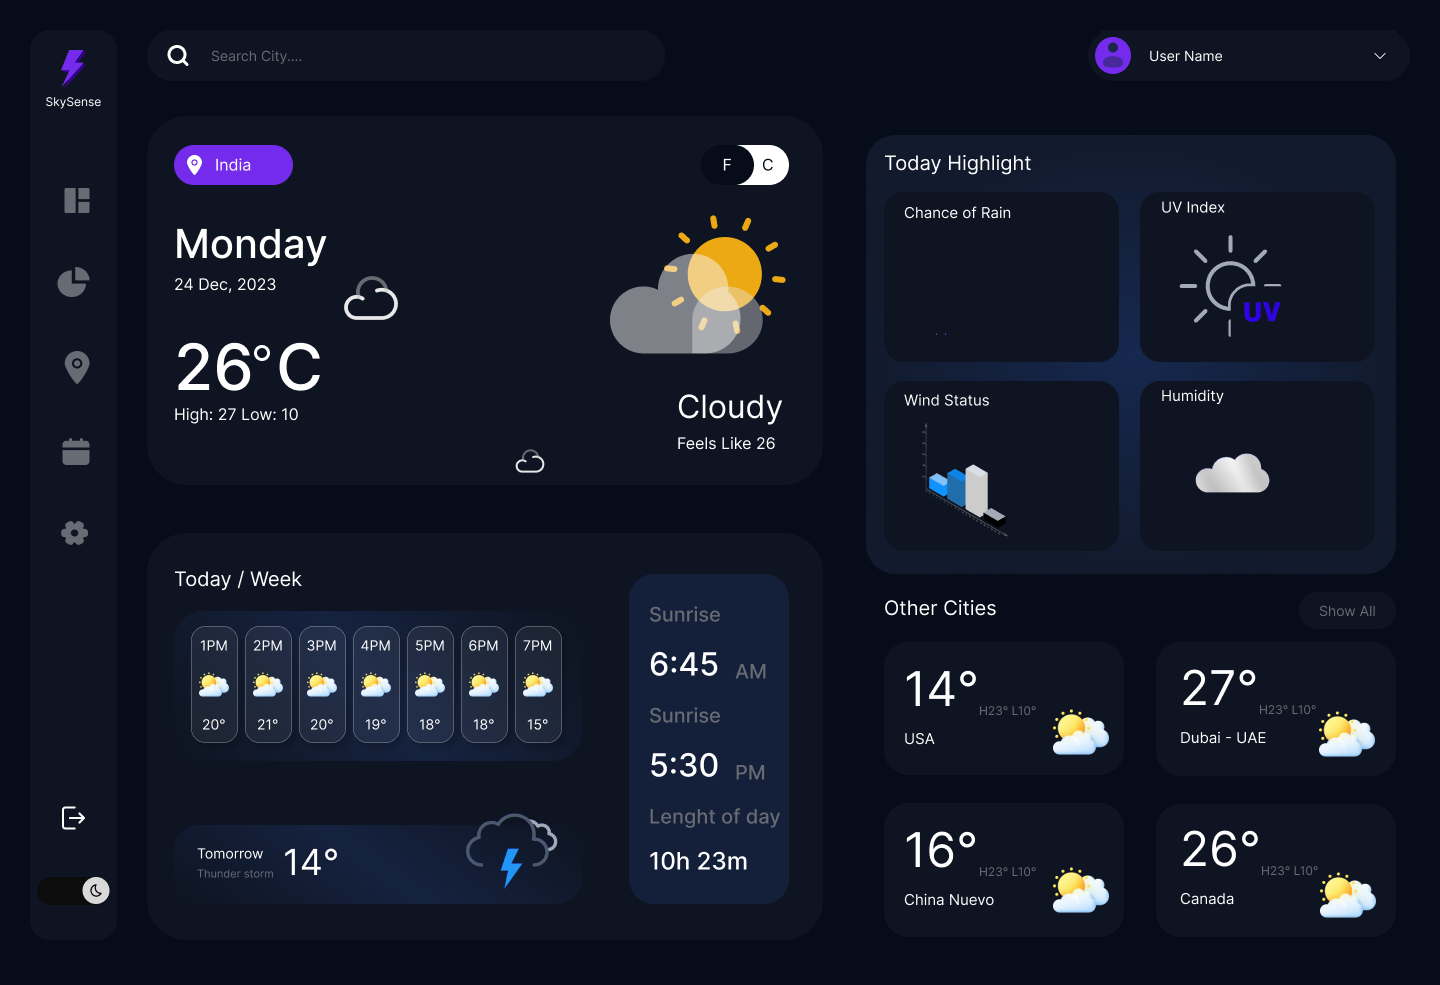 SkySense
Search City....
User Name
India
F C
Monday
24 Dec, 2023
26°C
High: 27 Low: 10
Cloudy
Feels Like 26
Today Highlight
Chance of Rain
UV Index
UV
Wind Status
Humidity
Today / Week
1PM 2PM 3PM 4PM 5PM 6PM 7PM
20° 21° 20° 19° 18° 18° 15°
Tomorrow
Thunder storm
14°
Sunrise
6:45 AM
Sunrise
5:30 PM
Lenght of day
10h 23m
Other Cities
Show All
14°
H23° L10°
USA
27°
H23° L10°
Dubai - UAE
16°
H23° L10°
China Nuevo
26°
H23° L10°
Canada